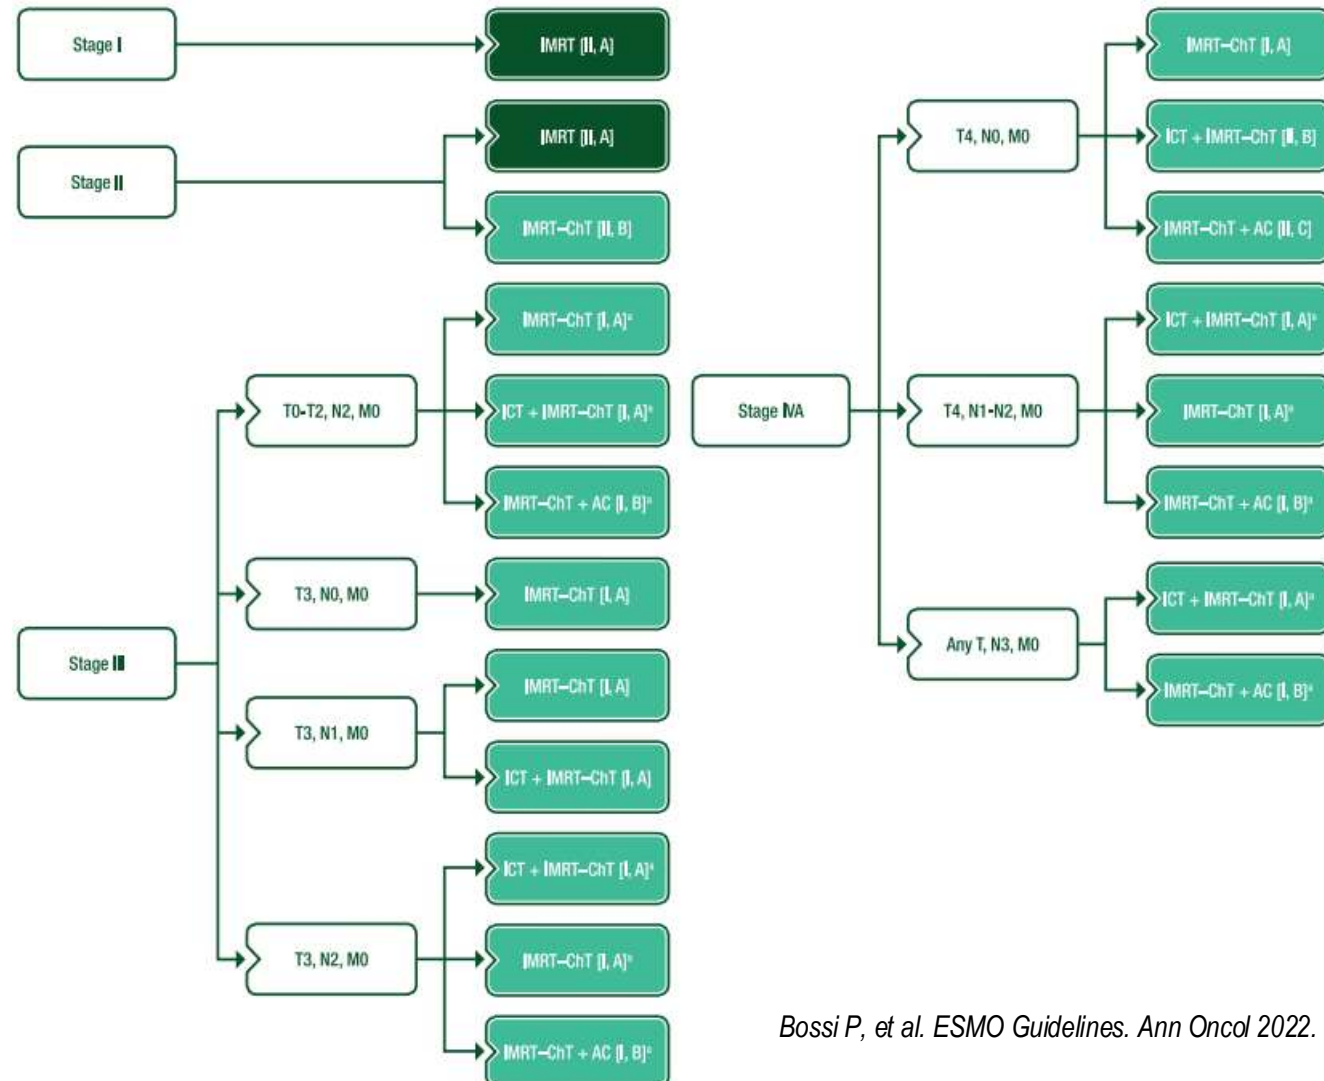 Stage I
IMRT [II, A]
Stage II
IMRT [II, A]
IMRT–ChT [II, B]
Stage III
T0-T2, N2, M0
IMRT–ChT [I, A]ᵃ
ICT + IMRT–ChT [I, A]ᵃ
IMRT–ChT + AC [I, B]ᵃ
T3, N0, M0
IMRT–ChT [I, A]
T3, N1, M0
IMRT–ChT [I, A]
ICT + IMRT–ChT [I, A]
T3, N2, M0
ICT + IMRT–ChT [I, A]ᵃ
IMRT–ChT [I, A]ᵃ
IMRT–ChT + AC [I, B]ᵃ
Stage IVA
T4, N0, M0
IMRT–ChT [I, A]
ICT + IMRT–ChT [III, B]
IMRT–ChT + AC [II, C]
T4, N1-N2, M0
ICT + IMRT–ChT [I, A]ᵃ
IMRT–ChT [I, A]ᵃ
IMRT–ChT + AC [I, B]ᵃ
Any T, N3, M0
ICT + IMRT–ChT [I, A]ᵃ
IMRT–ChT + AC [I, B]ᵃ
Bossi P, et al. ESMO Guidelines. Ann Oncol 2022.